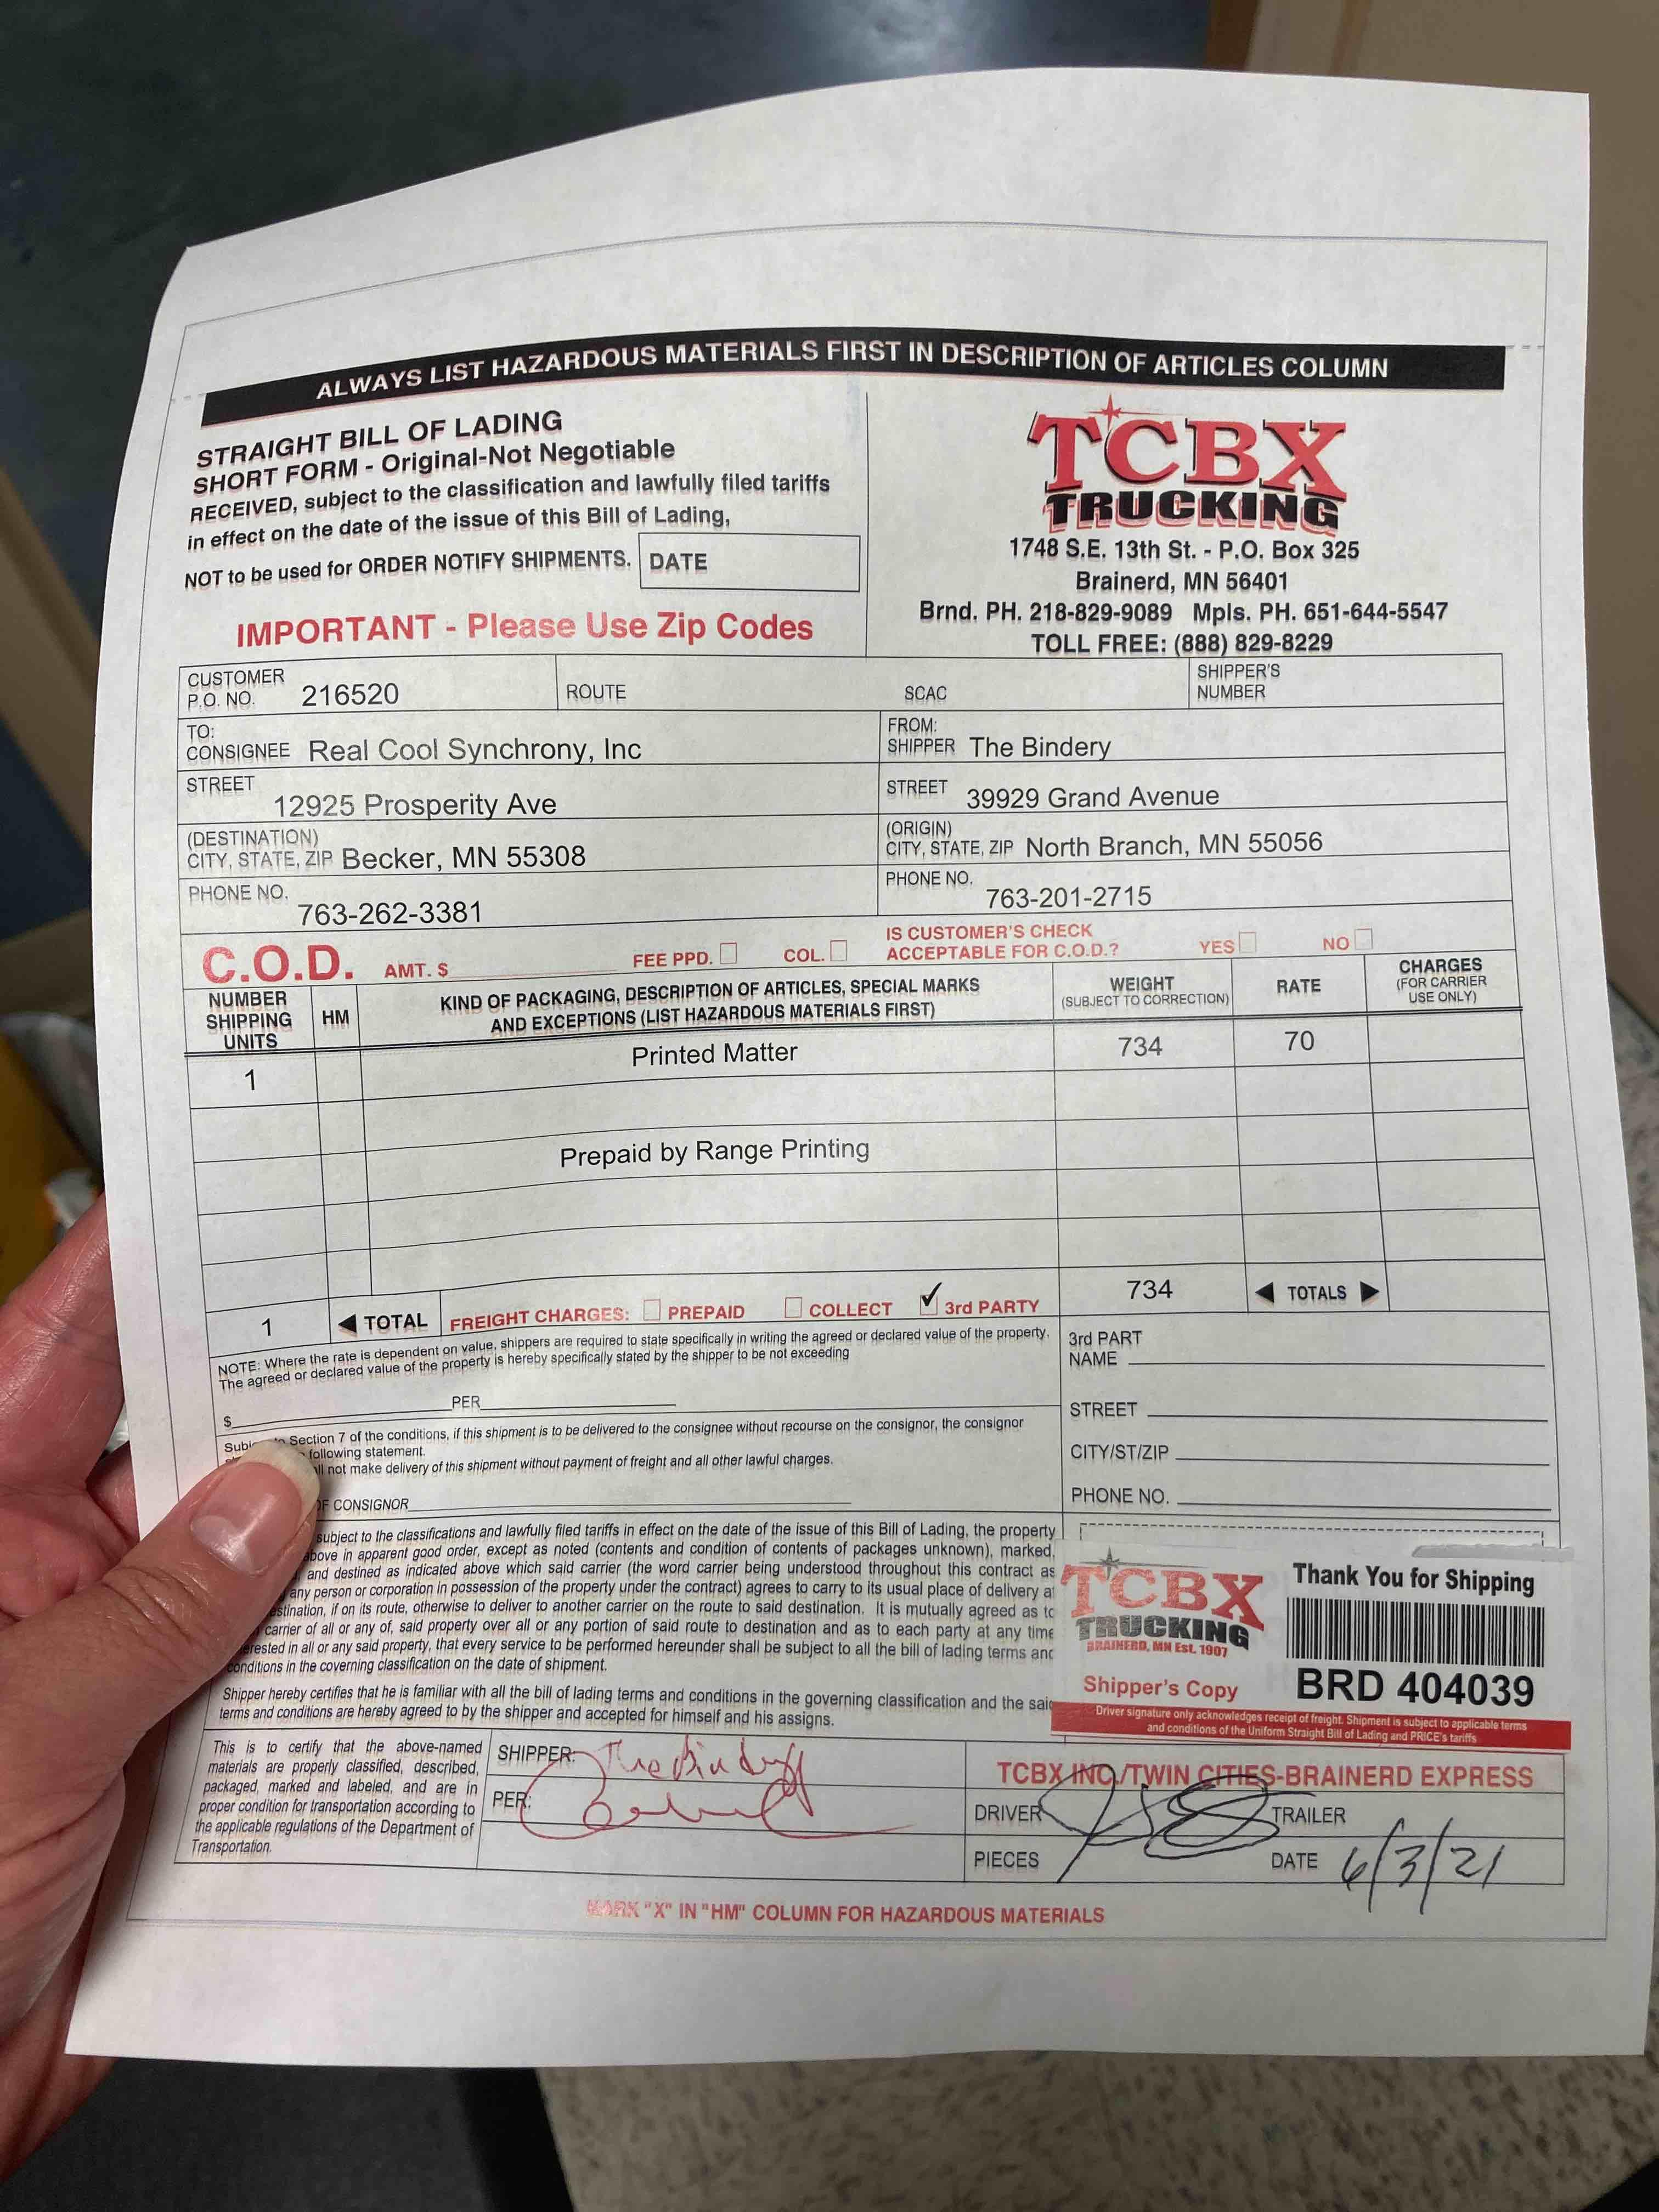 ALWAYS LIST HAZARDOUS MATERIALS FIRST IN DESCRIPTION OF ARTICLES COLUMN
STRAIGHT BILL OF LADING
SHORT FORM - Original-Not Negotiable
RECEIVED, subject to the classification and lawfully filed tariffs
in effect on the date of the issue of this Bill of Lading,
NOT to be used for ORDER NOTIFY SHIPMENTS. DATE
IMPORTANT - Please Use Zip Codes
TCBX
TRUCKING
1748 S.E. 13th St. - P.O. Box 325
Brainerd, MN 56401
Brnd. PH. 218-829-9089 Mpls. PH. 651-644-5547
TOLL FREE: (888) 829-8229
CUSTOMER
P.O. NO. 216520 ROUTE SCAC SHIPPER'S
NUMBER
TO:
CONSIGNEE Real Cool Synchrony, Inc
FROM:
SHIPPER The Bindery
STREET
12925 Prosperity Ave
STREET 39929 Grand Avenue
(DESTINATION)
CITY, STATE, ZIP Becker, MN 55308
(ORIGIN)
CITY, STATE, ZIP North Branch, MN 55056
PHONE NO.
763-262-3381
PHONE NO.
763-201-2715
C.O.D. AMT. $ FEE PPD. COL. IS CUSTOMER'S CHECK
ACCEPTABLE FOR C.O.D.? YES NO
NUMBER
SHIPPING
UNITS
HM
KIND OF PACKAGING, DESCRIPTION OF ARTICLES, SPECIAL MARKS
AND EXCEPTIONS (LIST HAZARDOUS MATERIALS FIRST)
WEIGHT
(SUBJECT TO CORRECTION)
RATE
CHARGES
(FOR CARRIER
USE ONLY)
1 Printed Matter 734 70
Prepaid by Range Printing
1 ◄ TOTAL FREIGHT CHARGES: PREPAID COLLECT ✓ 3rd PARTY 734 ◄ TOTALS ►
NOTE: Where the rate is dependent on value, shippers are required to state specifically in writing the agreed or declared value of the property.
The agreed or declared value of the property is hereby specifically stated by the shipper to be not exceeding
$ PER
Section 7 of the conditions, if this shipment is to be delivered to the consignee without recourse on the consignor, the consignor
following statement.
not make delivery of this shipment without payment of freight and all other lawful charges.
OF CONSIGNOR
3rd PART
NAME
STREET
CITY/ST/ZIP
PHONE NO.
subject to the classifications and lawfully filed tariffs in effect on the date of the issue of this Bill of Lading, the property
above in apparent good order, except as noted (contents and condition of contents of packages unknown), marked,
and destined as indicated above which said carrier (the word carrier being understood throughout this contract as
any person or corporation in possession of the property under the contract) agrees to carry to its usual place of delivery at
destination, if on its route, otherwise to deliver to another carrier on the route to said destination. It is mutually agreed as to
carrier of all or any of, said property over all or any portion of said route to destination and as to each party at any time
interested in all or any said property, that every service to be performed hereunder shall be subject to all the bill of lading terms and
conditions in the coverning classification on the date of shipment.
Shipper hereby certifies that he is familiar with all the bill of lading terms and conditions in the governing classification and the said
terms and conditions are hereby agreed to by the shipper and accepted for himself and his assigns.
TCBX
TRUCKING
BRAINERD, MN Est. 1907
Shipper's Copy
Thank You for Shipping
BRD 404039
Driver signature only acknowledges receipt of freight. Shipment is subject to applicable terms
and conditions of the Uniform Straight Bill of Lading and PRICE's tariffs
This is to certify that the above-named
materials are properly classified, described,
packaged, marked and labeled, and are in
proper condition for transportation according to
the applicable regulations of the Department of
Transportation.
SHIPPER: The Bindery
PER:
TCBX INC./TWIN CITIES-BRAINERD EXPRESS
DRIVER TRAILER
PIECES DATE 6/3/21
MARK "X" IN "HM" COLUMN FOR HAZARDOUS MATERIALS